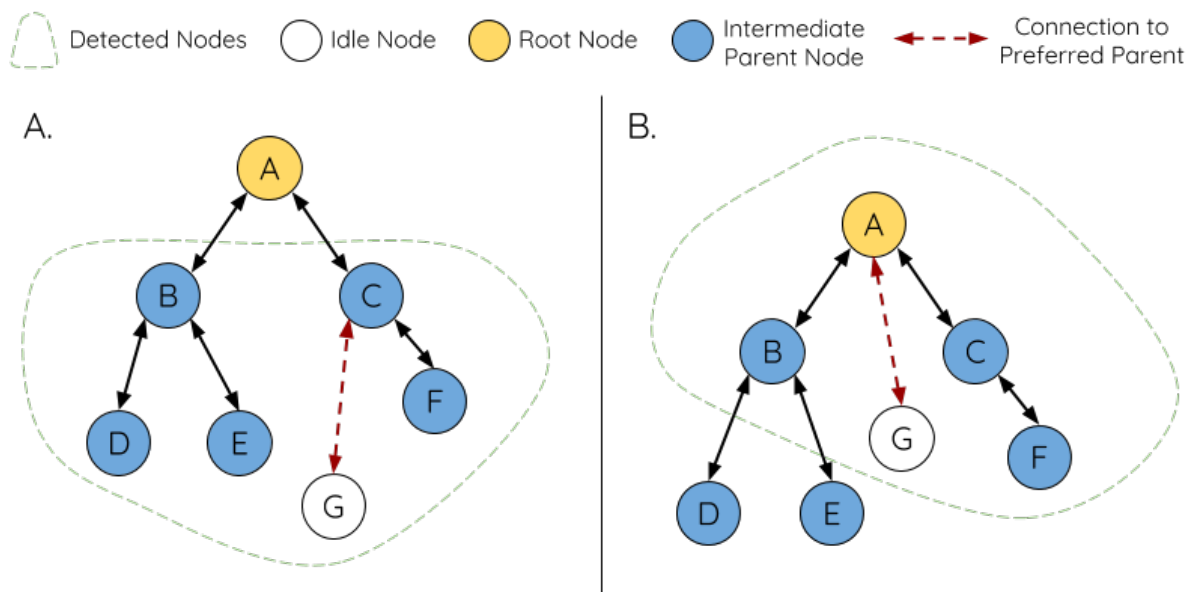 Detected Nodes
Idle Node
Root Node
Intermediate
Parent Node
Connection to
Preferred Parent
A.
A
B
C
D
E
F
G
B.
A
B
C
G
F
D
E